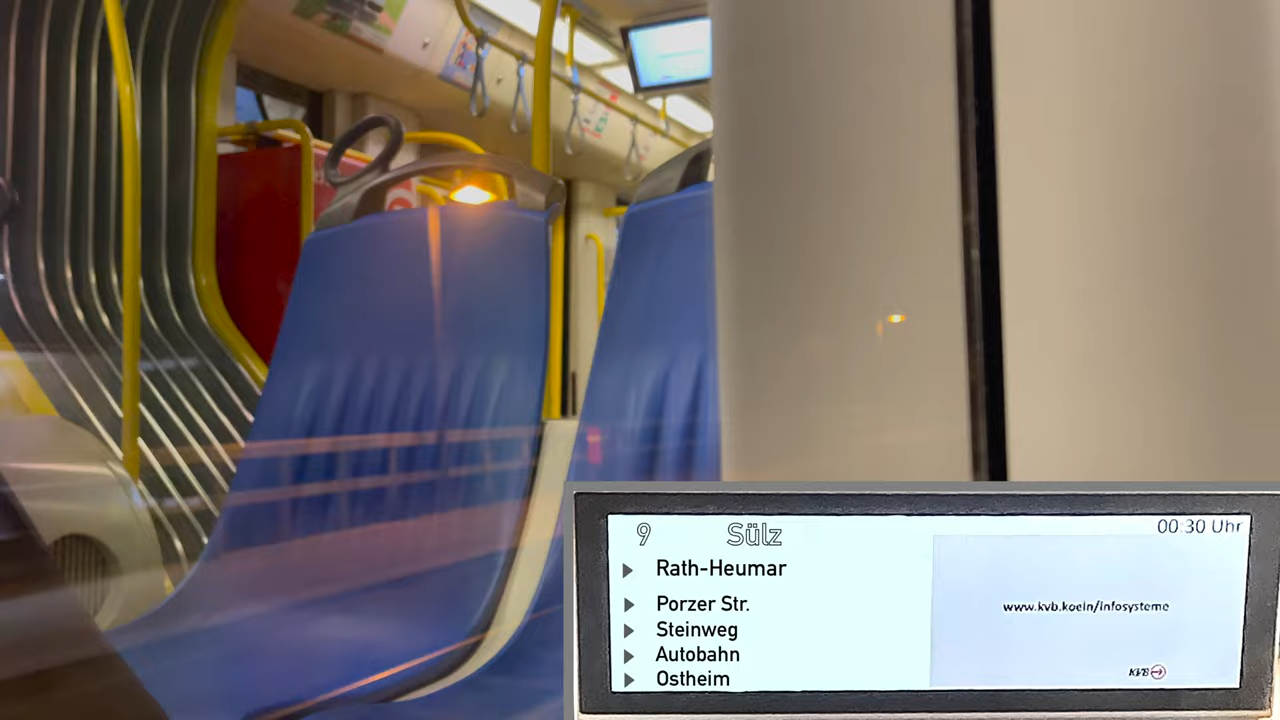 9 Sülz
00:30 Uhr
Rath-Heumar
Porzer Str.
Steinweg
Autobahn
Ostheim
www.kvb.koeln/infosysteme
KVB